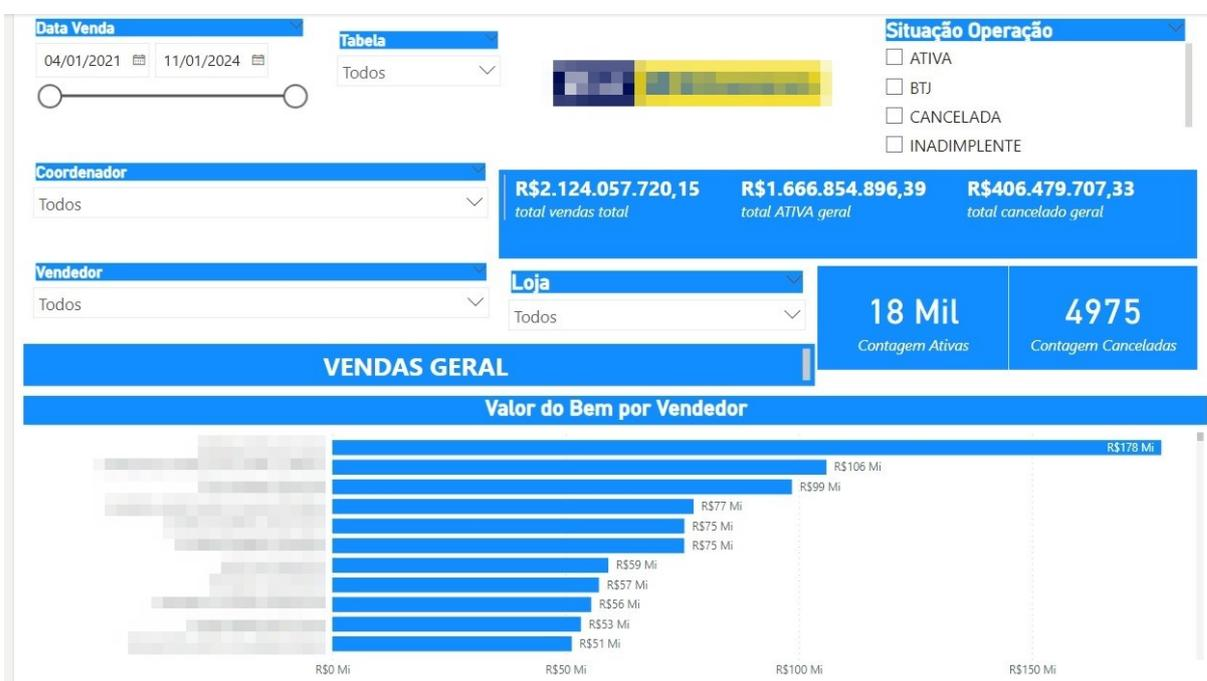 Data Venda
04/01/2021 11/01/2024
Tabela
Todos
Situação Operação
ATIVA
BTJ
CANCELADA
INADIMPLENTE
Coordenador
Todos
R$2.124.057.720,15 R$1.666.854.896,39 R$406.479.707,33
total vendas total total ATIVA geral total cancelado geral
Vendedor
Todos
Loja
Todos
18 Mil 4975
Contagem Ativas Contagem Canceladas
VENDAS GERAL
Valor do Bem por Vendedor
R$178 Mi
R$106 Mi
R$99 Mi
R$77 Mi
R$75 Mi
R$75 Mi
R$59 Mi
R$57 Mi
R$56 Mi
R$53 Mi
R$51 Mi
R$0 Mi R$50 Mi R$100 Mi R$150 Mi